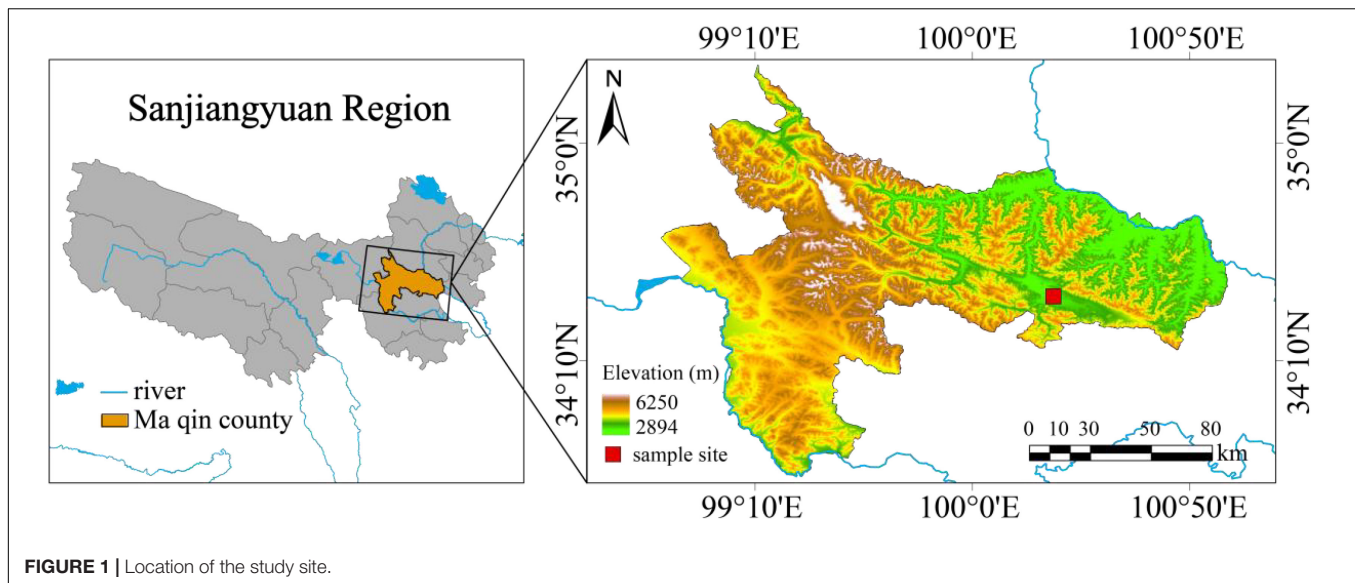 Sanjiangyuan Region
river
Ma qin county
99°10'E 100°0'E 100°50'E
N
35°0'N
34°10'N
35°0'N
34°10'N
Elevation (m)
6250
2894
sample site
0 10 30 50 80
km
99°10'E 100°0'E 100°50'E
FIGURE 1 | Location of the study site.